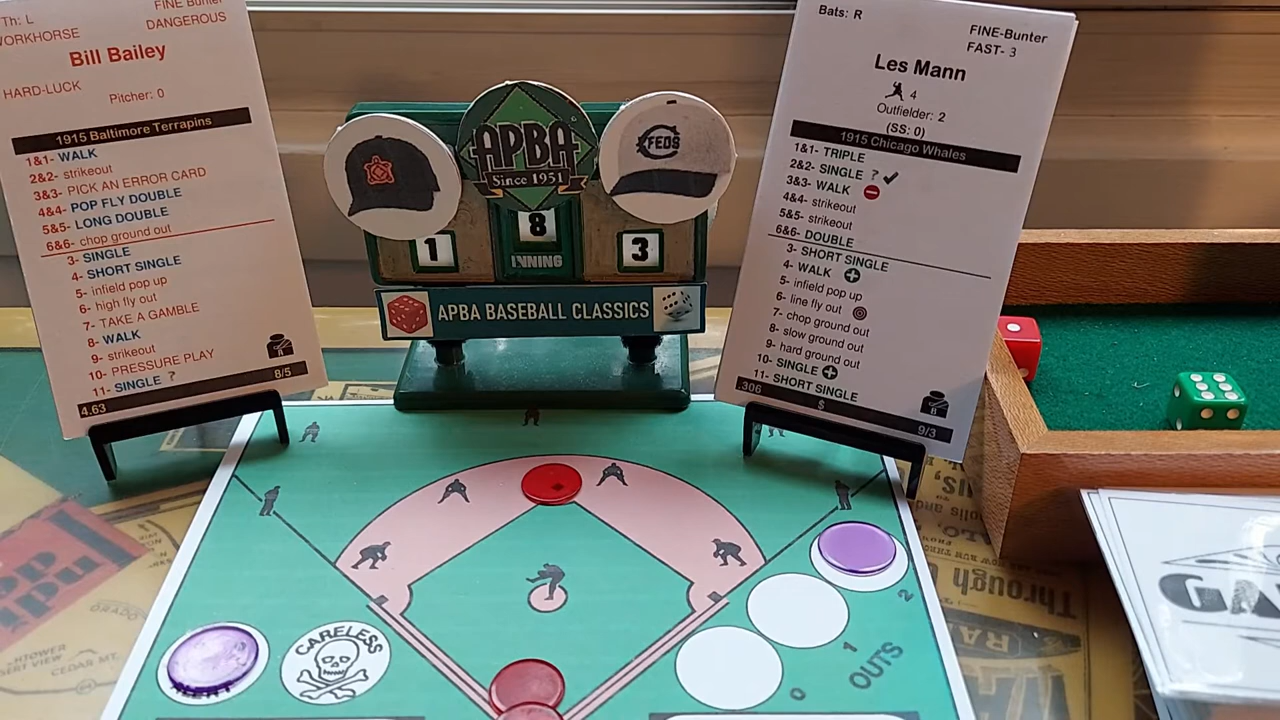 Th: L
FINE Bunter
WORKHORSE
DANGEROUS
Bill Bailey
HARD-LUCK
Pitcher: 0
1915 Baltimore Terrapins
1&1- WALK
2&2- strikeout
3&3- PICK AN ERROR CARD
4&4- POP FLY DOUBLE
5&5- LONG DOUBLE
6&6- chop ground out
3- SINGLE
4- SHORT SINGLE
5- infield pop up
6- high fly out
7- TAKE A GAMBLE
8- WALK
9- strikeout
10- PRESSURE PLAY
11- SINGLE ?
4.63
8/5
APBA
Since 1951
FEDS
1
8
3
INNING
APBA BASEBALL CLASSICS
Bats: R
FINE-Bunter
FAST- 3
Les Mann
4
Outfielder: 2
(SS: 0)
1915 Chicago Whales
1&1- TRIPLE
2&2- SINGLE ?
3&3- WALK
4&4- strikeout
5&5- strikeout
6&6- DOUBLE
3- SHORT SINGLE
4- WALK
5- infield pop up
6- line fly out
7- chop ground out
8- slow ground out
9- hard ground out
10- SINGLE
11- SHORT SINGLE
.306
$
B
9/3
CARELESS
ALERT
0
1
2
OUTS
Through
CEDAR MT.